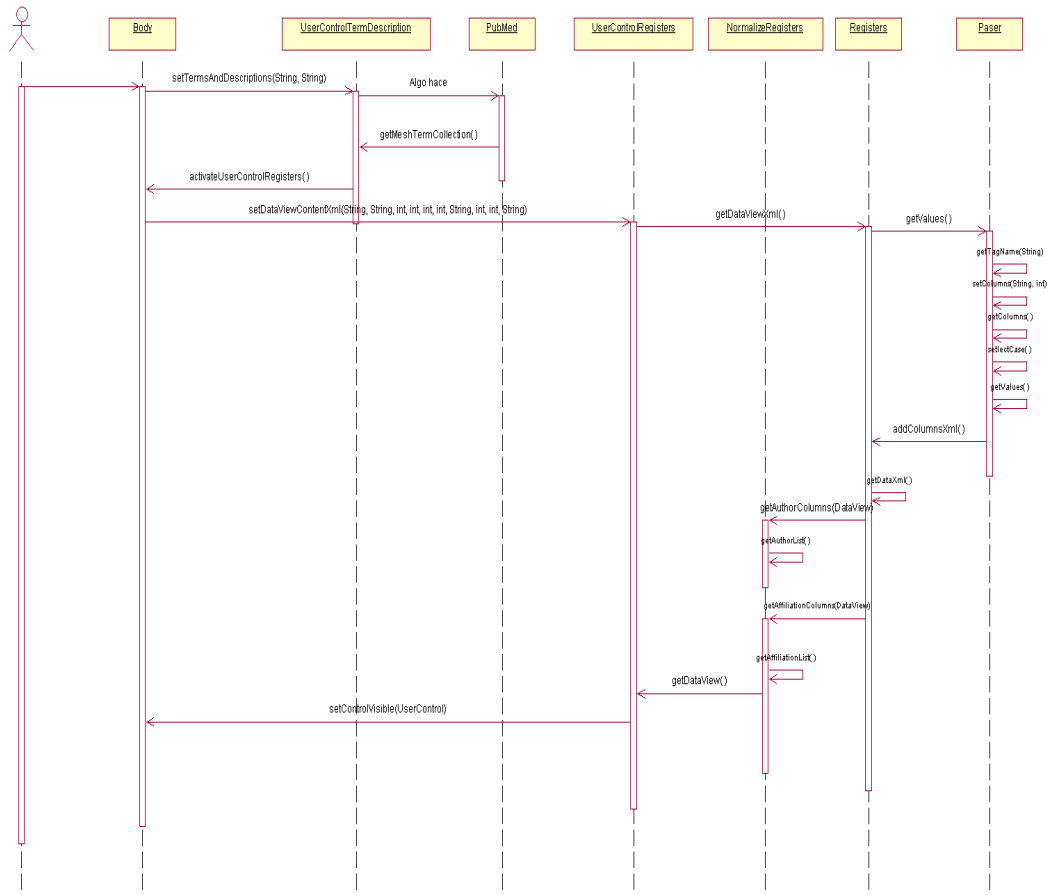 Body
UserControlTermDescription
PubMed
UserControlRegisters
NormalizeRegisters
Registers
Paser
setTermsAndDescriptions(String, String)
Algo hace
getMeshTermCollection( )
activateUserControlRegisters( )
setDataViewContentXml(String, String, int, int, int, int, String, int, int, String)
getDataViewXml( )
getValues( )
getTagName(String)
setColumns(String, int)
getColumns( )
setlectCase( )
getValues( )
addColumnsXml( )
getDataXml( )
getAuthorColumns(DataView)
getAuthorList( )
getAffiliationColumns(DataView)
getAffiliationList( )
getDataView( )
setControlVisible(UserControl)